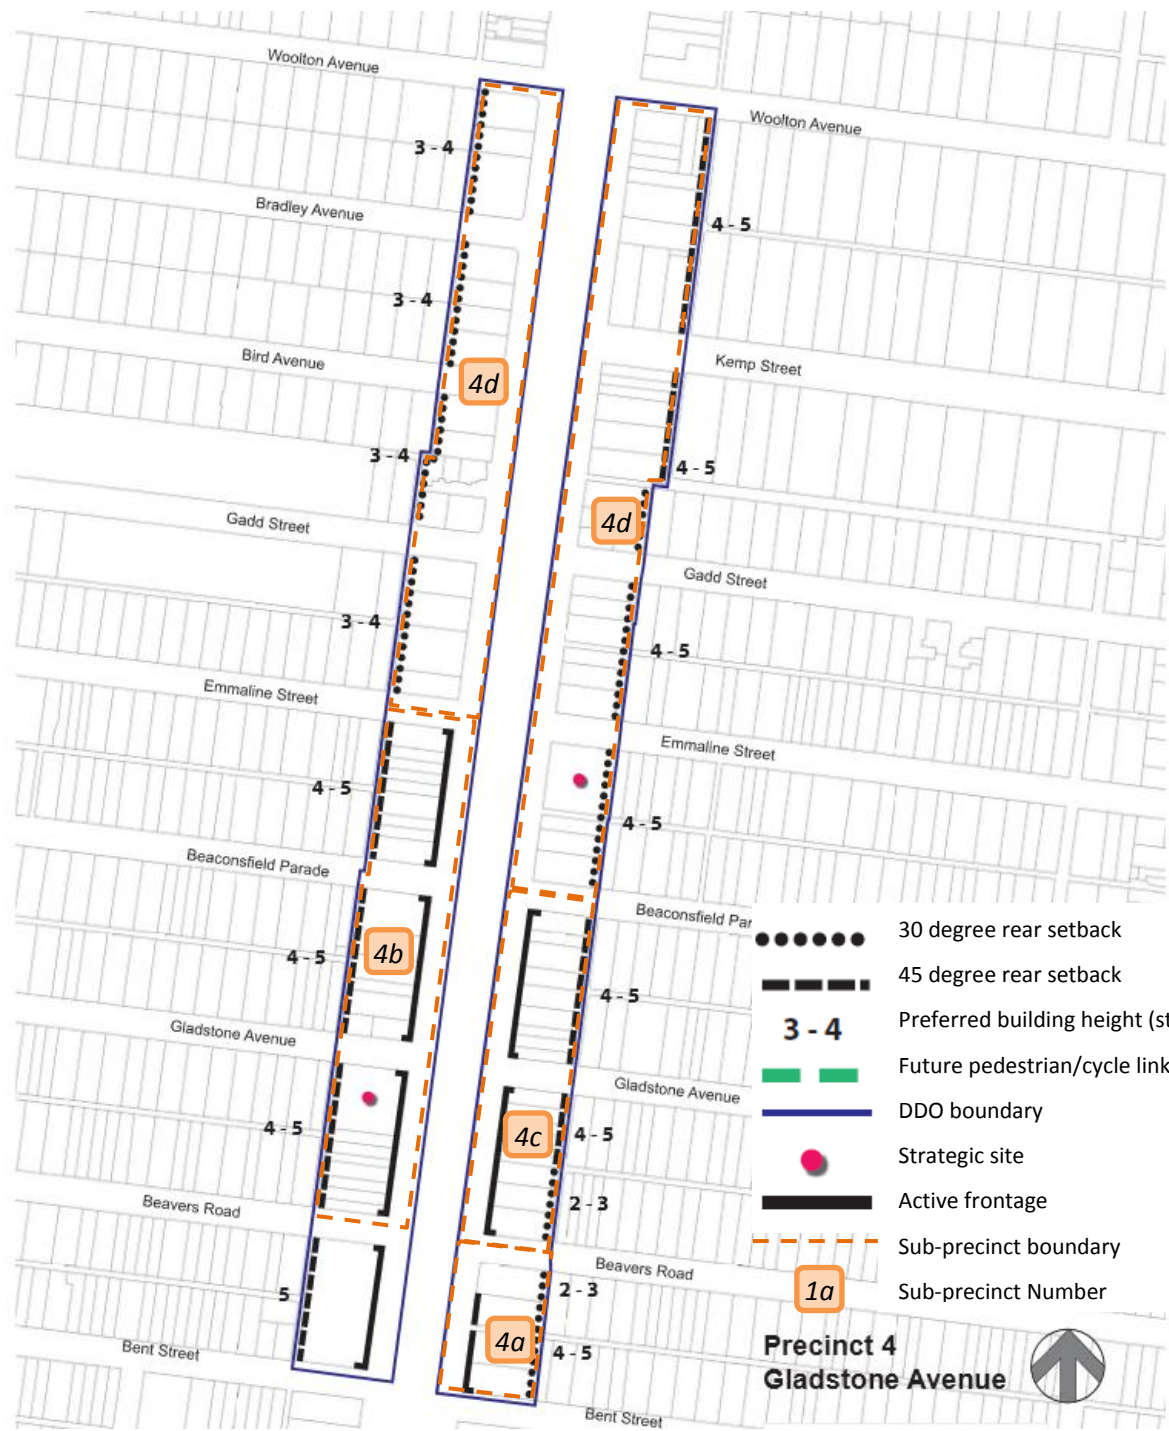 Woolton Avenue
Woolton Avenue
3 - 4
Bradley Avenue
4 - 5
3 - 4
Bird Avenue
Kemp Street
4d
3 - 4
4 - 5
Gadd Street
4d
Gadd Street
3 - 4
4 - 5
Emmaline Street
Emmaline Street
4 - 5
4 - 5
Beaconsfield Parade
Beaconsfield Par
4b
4 - 5
4 - 5
Gladstone Avenue
Gladstone Avenue
4 - 5
4c
4 - 5
2 - 3
Beavers Road
Beavers Road
5
2 - 3
4a
4 - 5
Bent Street
Bent Street
30 degree rear setback
45 degree rear setback
3 - 4
Preferred building height (st
Future pedestrian/cycle link
DDO boundary
Strategic site
Active frontage
Sub-precinct boundary
1a
Sub-precinct Number
Precinct 4
Gladstone Avenue